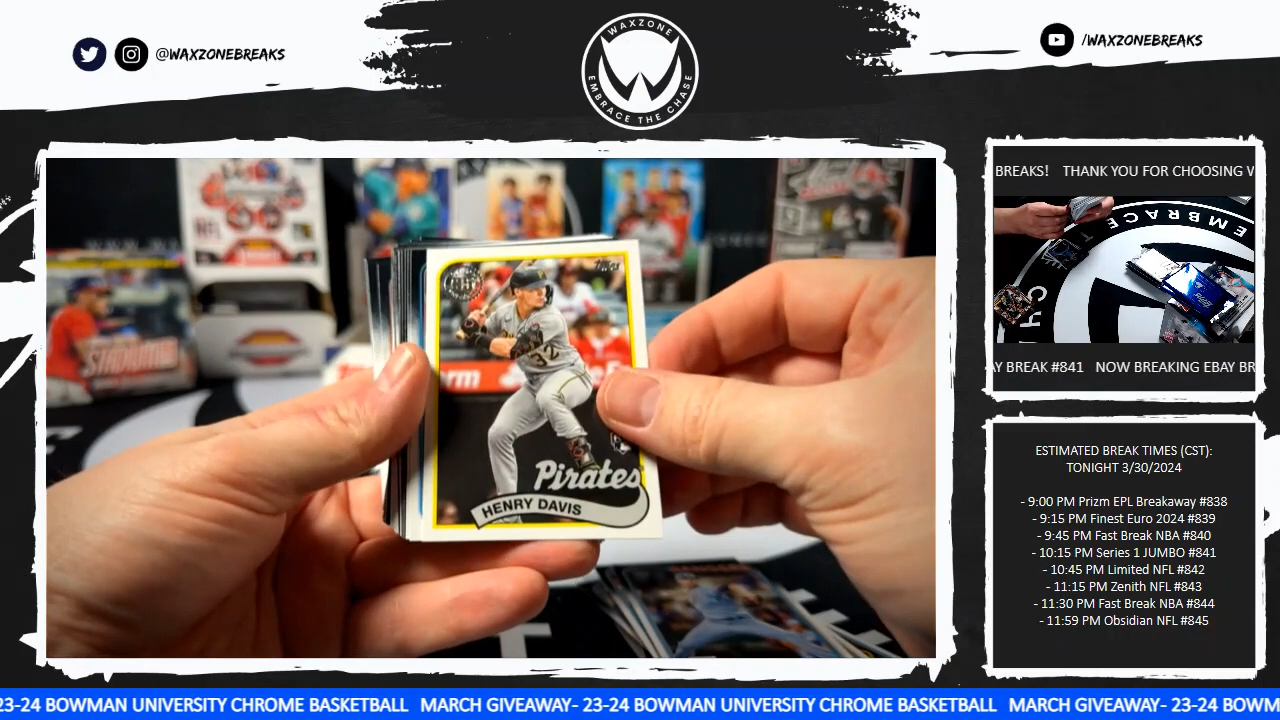 @WAXZONEBREAKS
WAXZONE
EMBRACE THE CHASE
/WAXZONEBREAKS
BREAKS! THANK YOU FOR CHOOSING
NFL
STADIUM
32
Pirates
HENRY DAVIS
EMBRACE
CH
AY BREAK #841 NOW BREAKING EBAY BR
ESTIMATED BREAK TIMES (CST):
TONIGHT 3/30/2024
- 9:00 PM Prizm EPL Breakaway #838
- 9:15 PM Finest Euro 2024 #839
- 9:45 PM Fast Break NBA #840
- 10:15 PM Series 1 JUMBO #841
- 10:45 PM Limited NFL #842
- 11:15 PM Zenith NFL #843
- 11:30 PM Fast Break NBA #844
- 11:59 PM Obsidian NFL #845
23-24 BOWMAN UNIVERSITY CHROME BASKETBALL MARCH GIVEAWAY- 23-24 BOWMAN UNIVERSITY CHROME BASKETBALL MARCH GIVEAWAY- 23-24 BOWM